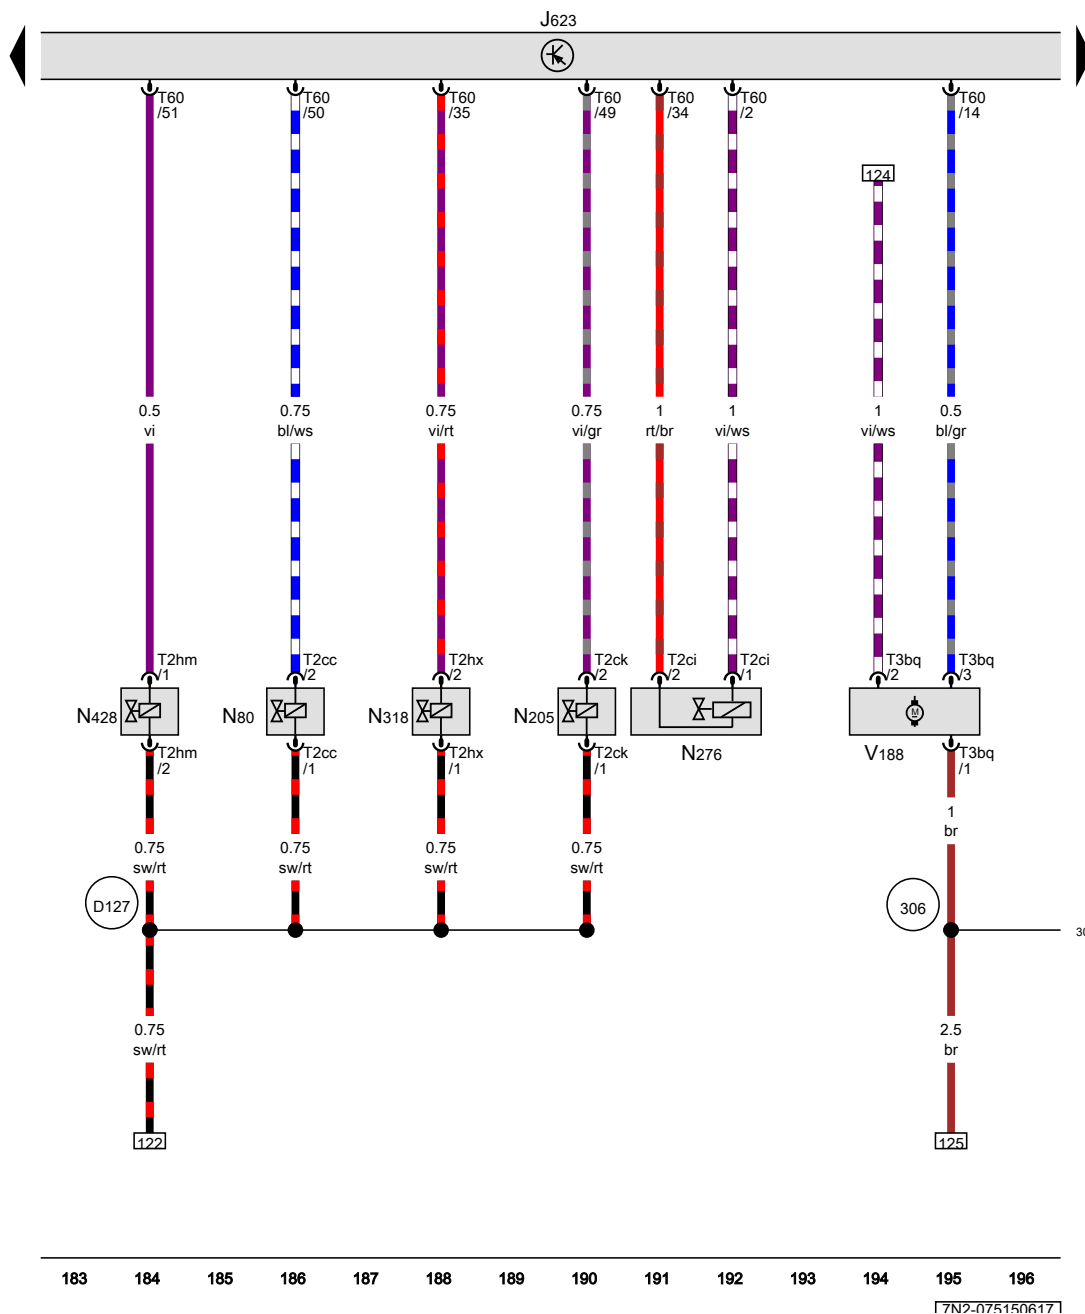 J623
T60 T60 T60 T60 T60 T60 T60
/51 /50 /35 /49 /34 /2 /14
124
0.5 0.75 0.75 0.75 1 1 1 0.5
vi bl/ws vi/rt vi/gr rt/br vi/ws vi/ws bl/gr
T2hm T2cc T2hx T2ck T2ci T2ci T3bq T3bq
/1 /2 /2 /2 /2 /1 /2 /3
N428 N80 N318 N205 M
T2hm T2cc T2hx T2ck N276 V188 T3bq
/2 /1 /1 /1 /1
1
br
0.75 0.75 0.75 0.75
sw/rt sw/rt sw/rt sw/rt
D127 306
30
0.75 2.5
sw/rt br
122 125
183 184 185 186 187 188 189 190 191 192 193 194 195 196
7N2-075150617